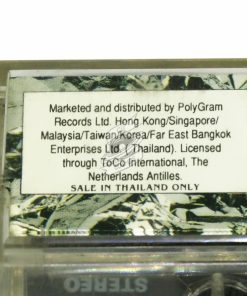 Marketed and distributed by PolyGram
Records Ltd. Hong Kong/Singapore/
Malaysia/Taiwan/Korea/Far East Bangkok
Enterprises Ltd. (Thailand). Licensed
through ToCo International, The
Netherlands Antilles.
SALE IN THAILAND ONLY
STEREO